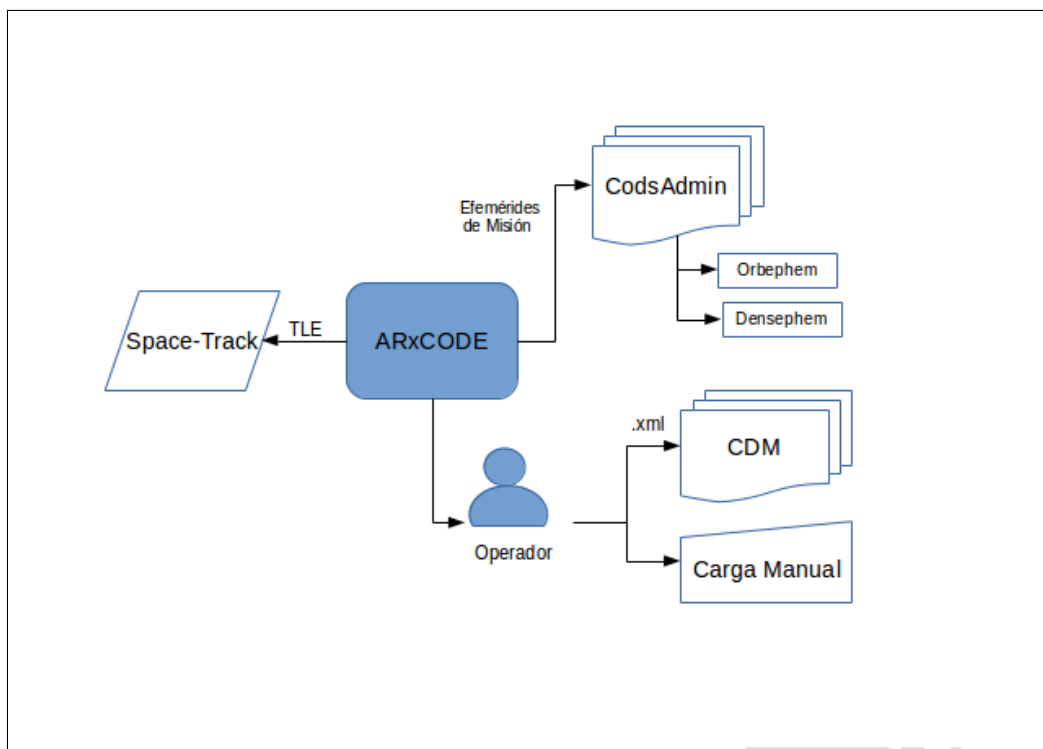 CodsAdmin
Efemérides
de Misión
Orbephem
Densephem
Space-Track
TLE
ARxCODE
.xml
CDM
Operador
Carga Manual